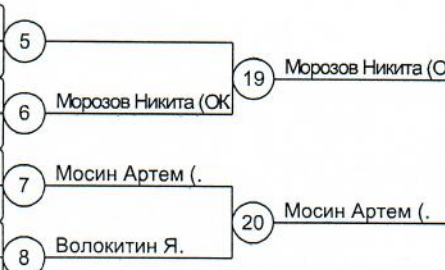 5
19
Морозов Никита (О
6
Морозов Никита (ОК
7
Мосин Артем (.
20
Мосин Артем (.
8
Волокитин Я.